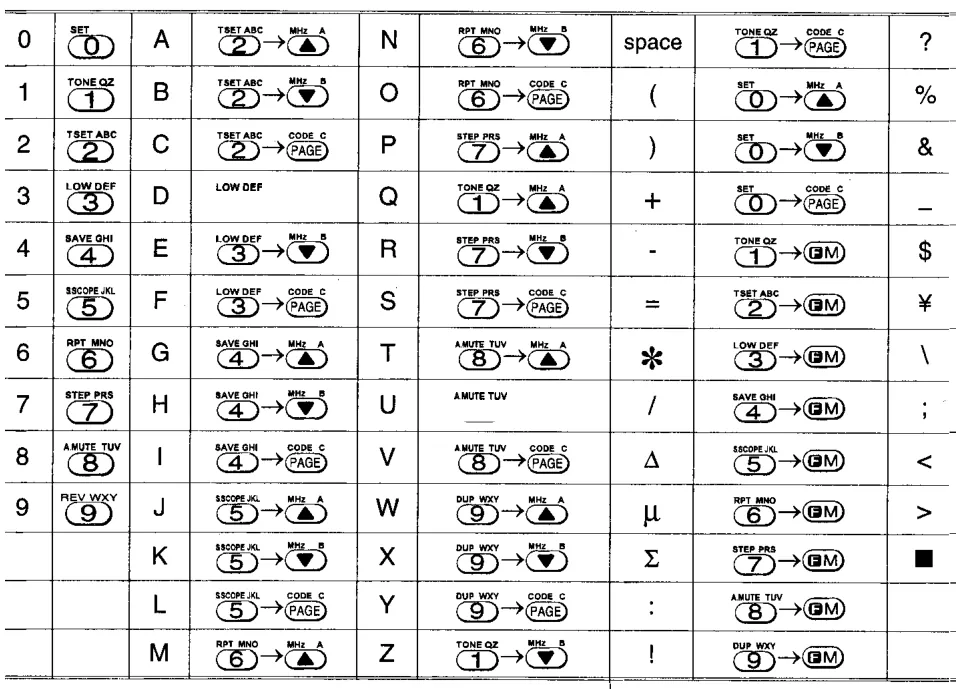 0 SET 0 A TSET ABC 2 → MHz A ▲ N RPT MNO 6 → MHz B ▼ space TONE QZ 1 → CODE C PAGE ?
1 TONE QZ 1 B TSET ABC 2 → MHz B ▼ O RPT MNO 6 → CODE C PAGE ( SET 0 → MHz A ▲ %
2 TSET ABC 2 C TSET ABC 2 → CODE C PAGE P STEP PRS 7 → MHz A ▲ ) SET 0 → MHz B ▼ &
3 LOW DEF 3 D LOW DEF Q TONE QZ 1 → MHz A ▲ + SET 0 → CODE C PAGE _
4 SAVE GHI 4 E LOW DEF 3 → MHz B ▼ R STEP PRS 7 → MHz B ▼ - TONE QZ 1 → FM $
5 SSCOPE JKL 5 F LOW DEF 3 → CODE C PAGE S STEP PRS 7 → CODE C PAGE = TSET ABC 2 → FM ¥
6 RPT MNO 6 G SAVE GHI 4 → MHz A ▲ T A.MUTE TUV 8 → MHz A ▲ ✻ LOW DEF 3 → FM \
7 STEP PRS 7 H SAVE GHI 4 → MHz B ▼ U A.MUTE TUV / SAVE GHI 4 → FM ;
8 A.MUTE TUV 8 I SAVE GHI 4 → CODE C PAGE V A.MUTE TUV 8 → CODE C PAGE Δ SSCOPE JKL 5 → FM <
9 REV WXY 9 J SSCOPE JKL 5 → MHz A ▲ W DUP WXY 9 → MHz A ▲ µ RPT MNO 6 → FM >
K SSCOPE JKL 5 → MHz B ▼ X DUP WXY 9 → MHz B ▼ Σ STEP PRS 7 → FM ■
L SSCOPE JKL 5 → CODE C PAGE Y DUP WXY 9 → CODE C PAGE : A.MUTE TUV 8 → FM
M RPT MNO 6 → MHz A ▲ Z TONE QZ 1 → MHz B ▼ ! DUP WXY 9 → FM